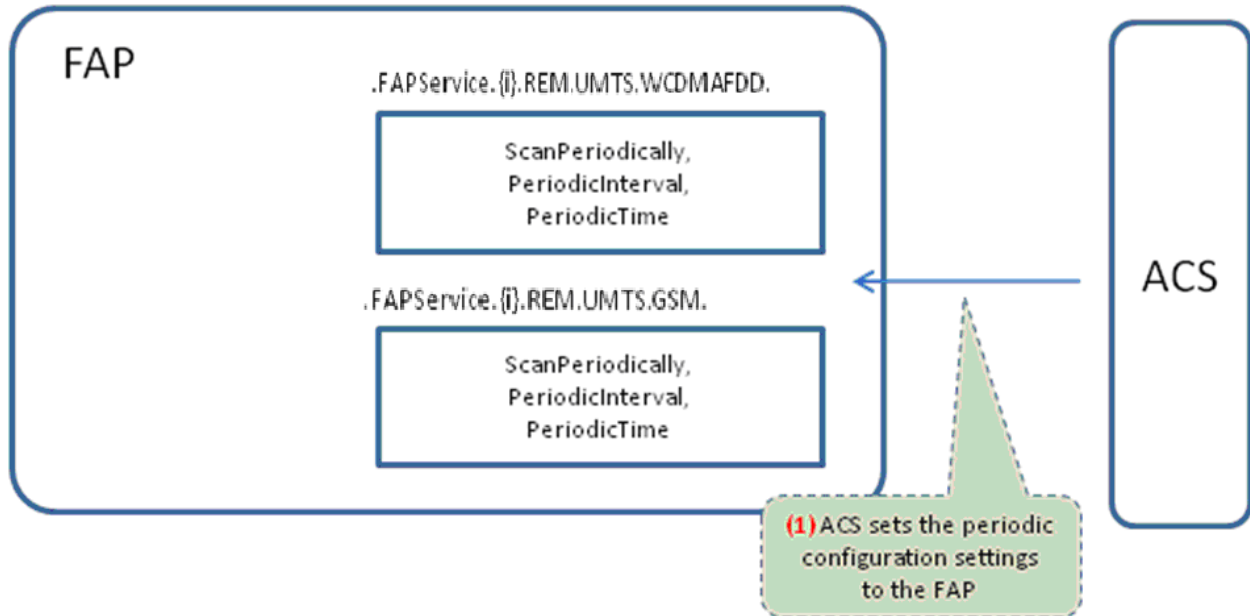 FAP
.FAPService.{i}.REM.UMTS.WCDMAFDD.
ScanPeriodically,
PeriodicInterval,
PeriodicTime
ACS
.FAPService.{i}.REM.UMTS.GSM.
ScanPeriodically,
PeriodicInterval,
PeriodicTime
(1) ACS sets the periodic
configuration settings
to the FAP